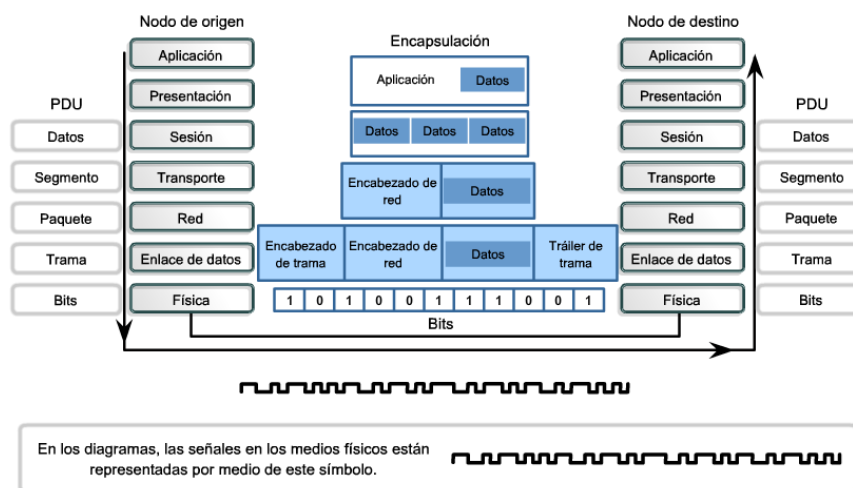 Nodo de origen
Nodo de destino
Encapsulación
Aplicación
Aplicación
Datos
Aplicación
Presentación
Presentación
PDU
PDU
Datos
Sesión
Datos
Datos
Datos
Sesión
Datos
Segmento
Transporte
Encabezado de
red
Datos
Transporte
Segmento
Paquete
Red
Red
Paquete
Trama
Enlace de datos
Encabezado
de trama
Encabezado de
red
Datos
Tráiler de
trama
Enlace de datos
Trama
Bits
Física
1 0 1 0 0 1 1 1 0 0 1
Física
Bits
Bits
En los diagramas, las señales en los medios físicos están
representadas por medio de este símbolo.